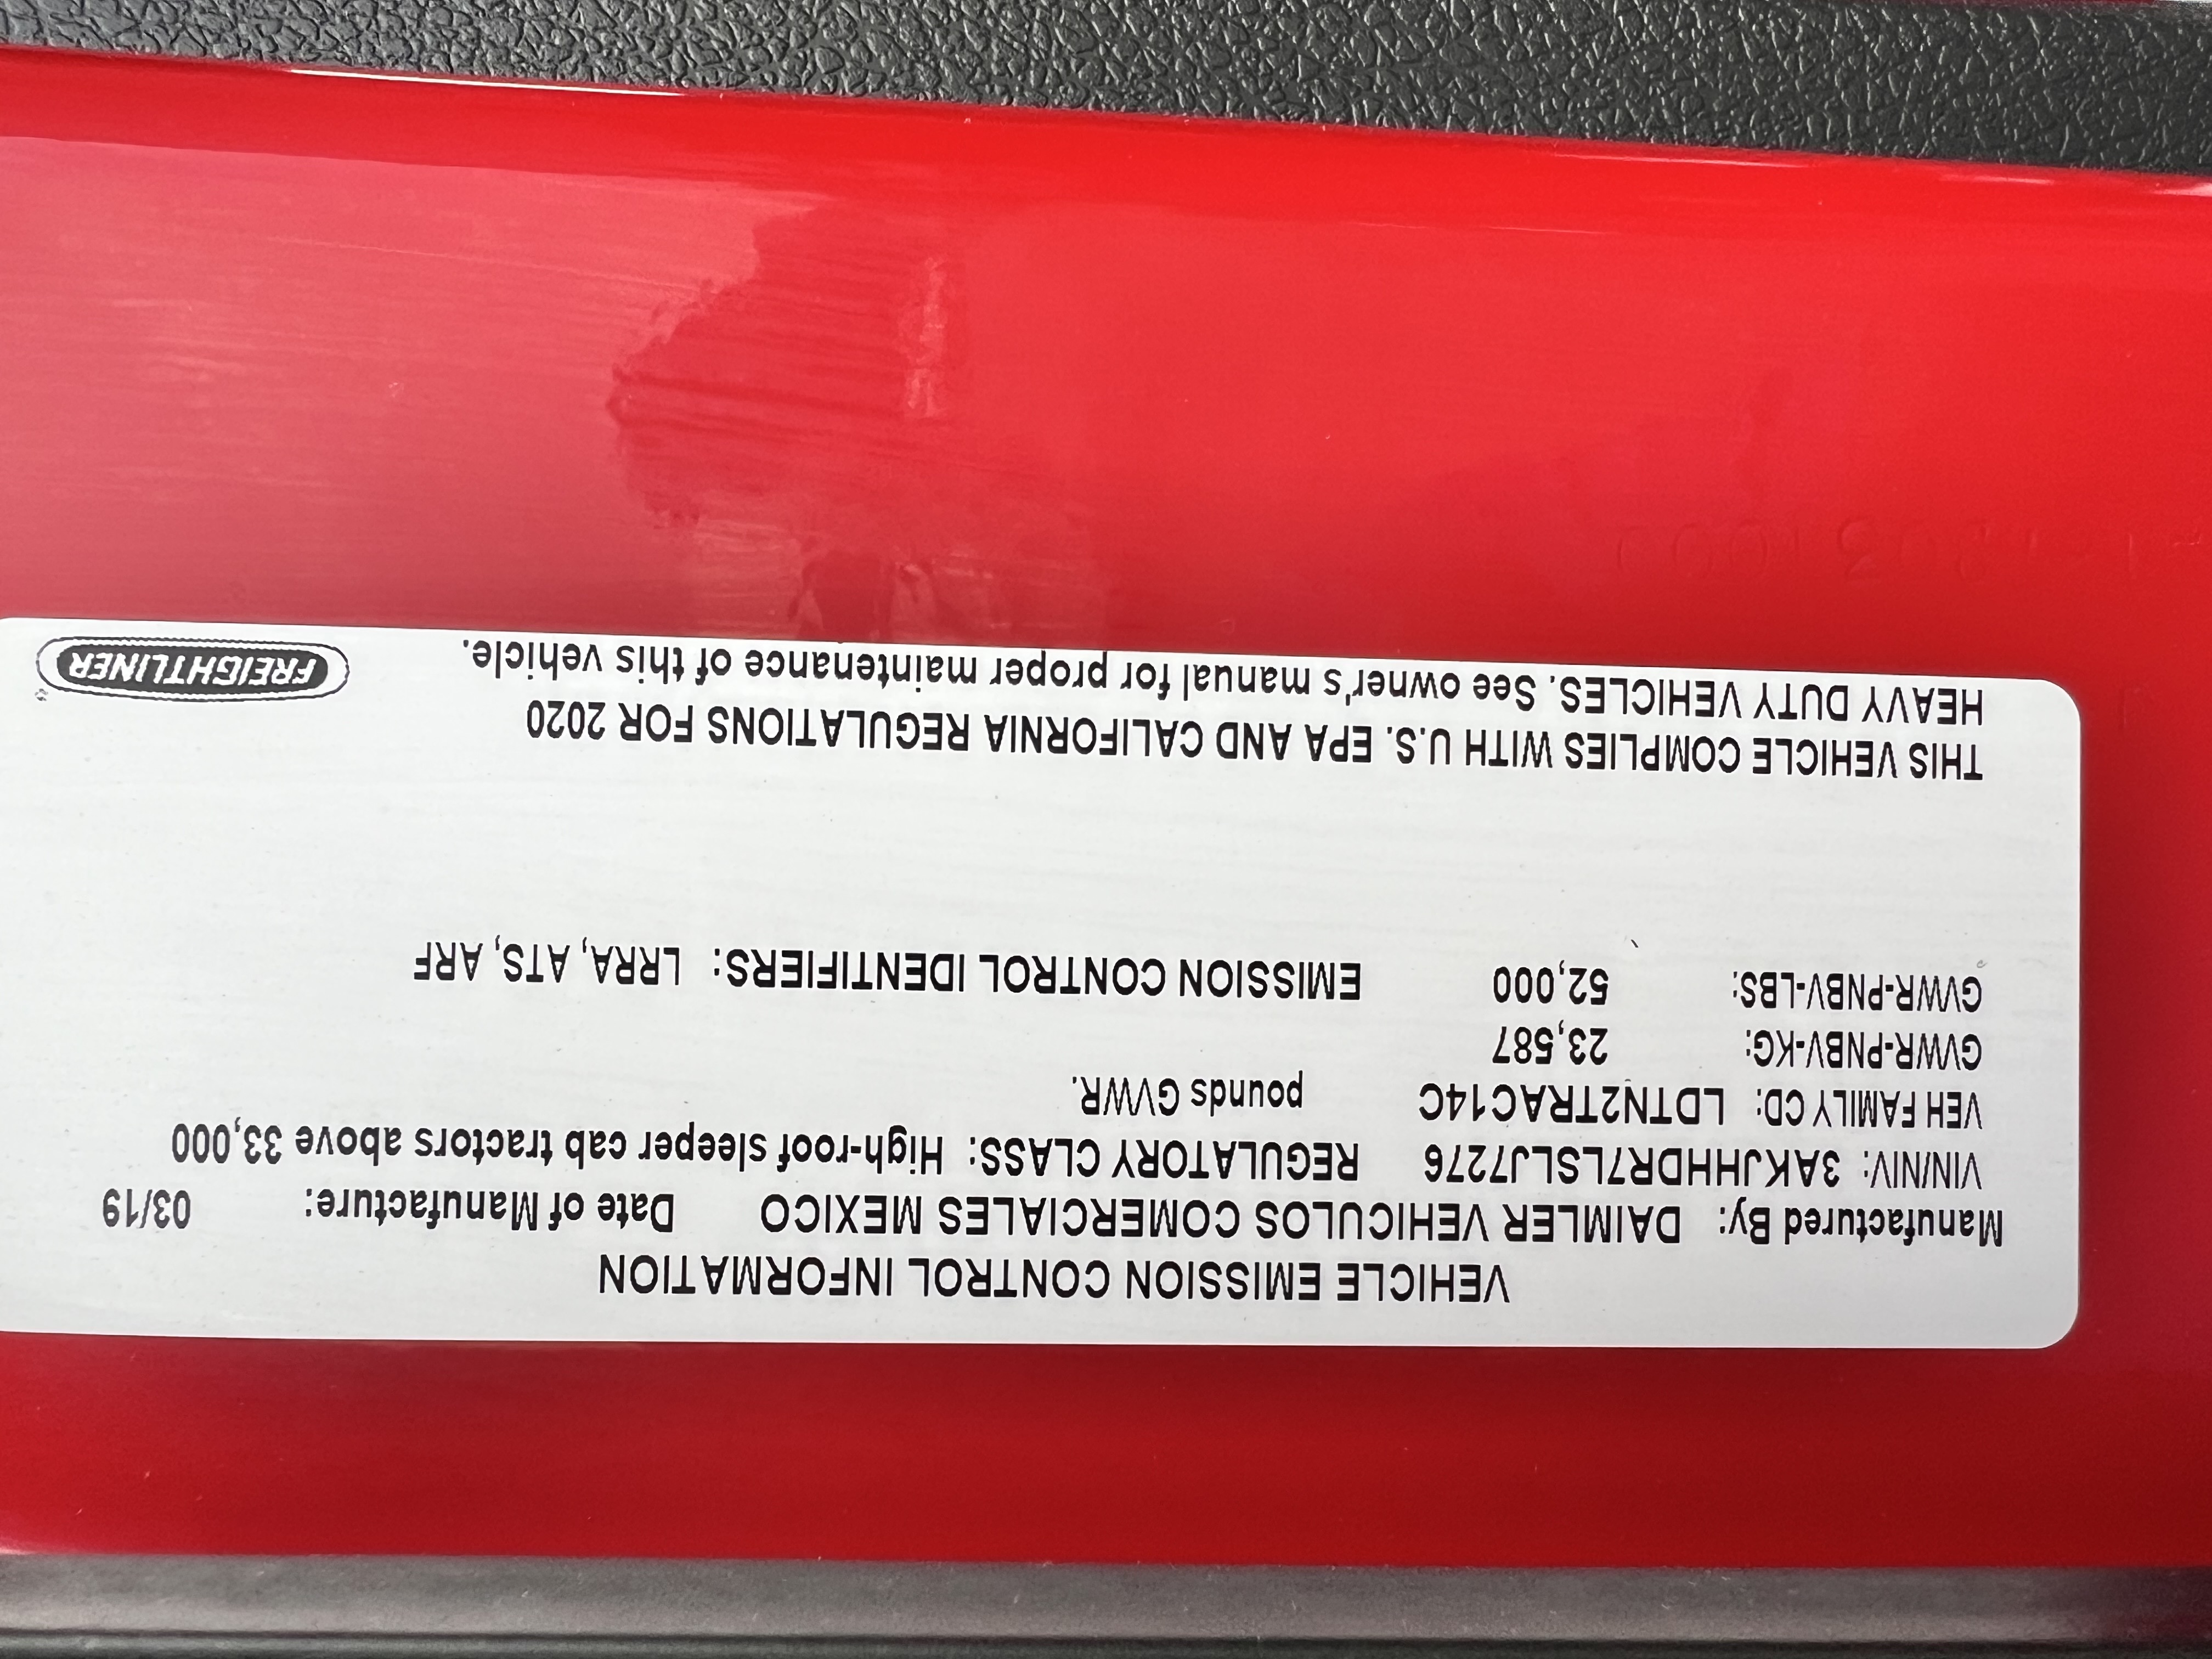 VEHICLE EMISSION CONTROL INFORMATION
Manufactured By: DAIMLER VEHICULOS COMERCIALES MEXICO Date of Manufacture: 03/19
VIN/NIV: 3AKJHHDR7LSLJ7276 REGULATORY CLASS: High-roof sleeper cab tractors above 33,000
VEH FAMILY CD: LDTN2TRAC14C pounds GVWR.
GVWR-PNBV-KG: 23,587
GVWR-PNBV-LBS: 52,000 EMISSION CONTROL IDENTIFIERS: LRRA, ATS, ARF
THIS VEHICLE COMPLIES WITH U.S. EPA AND CALIFORNIA REGULATIONS FOR 2020
HEAVY DUTY VEHICLES. See owner's manual for proper maintenance of this vehicle.
FREIGHTLINER